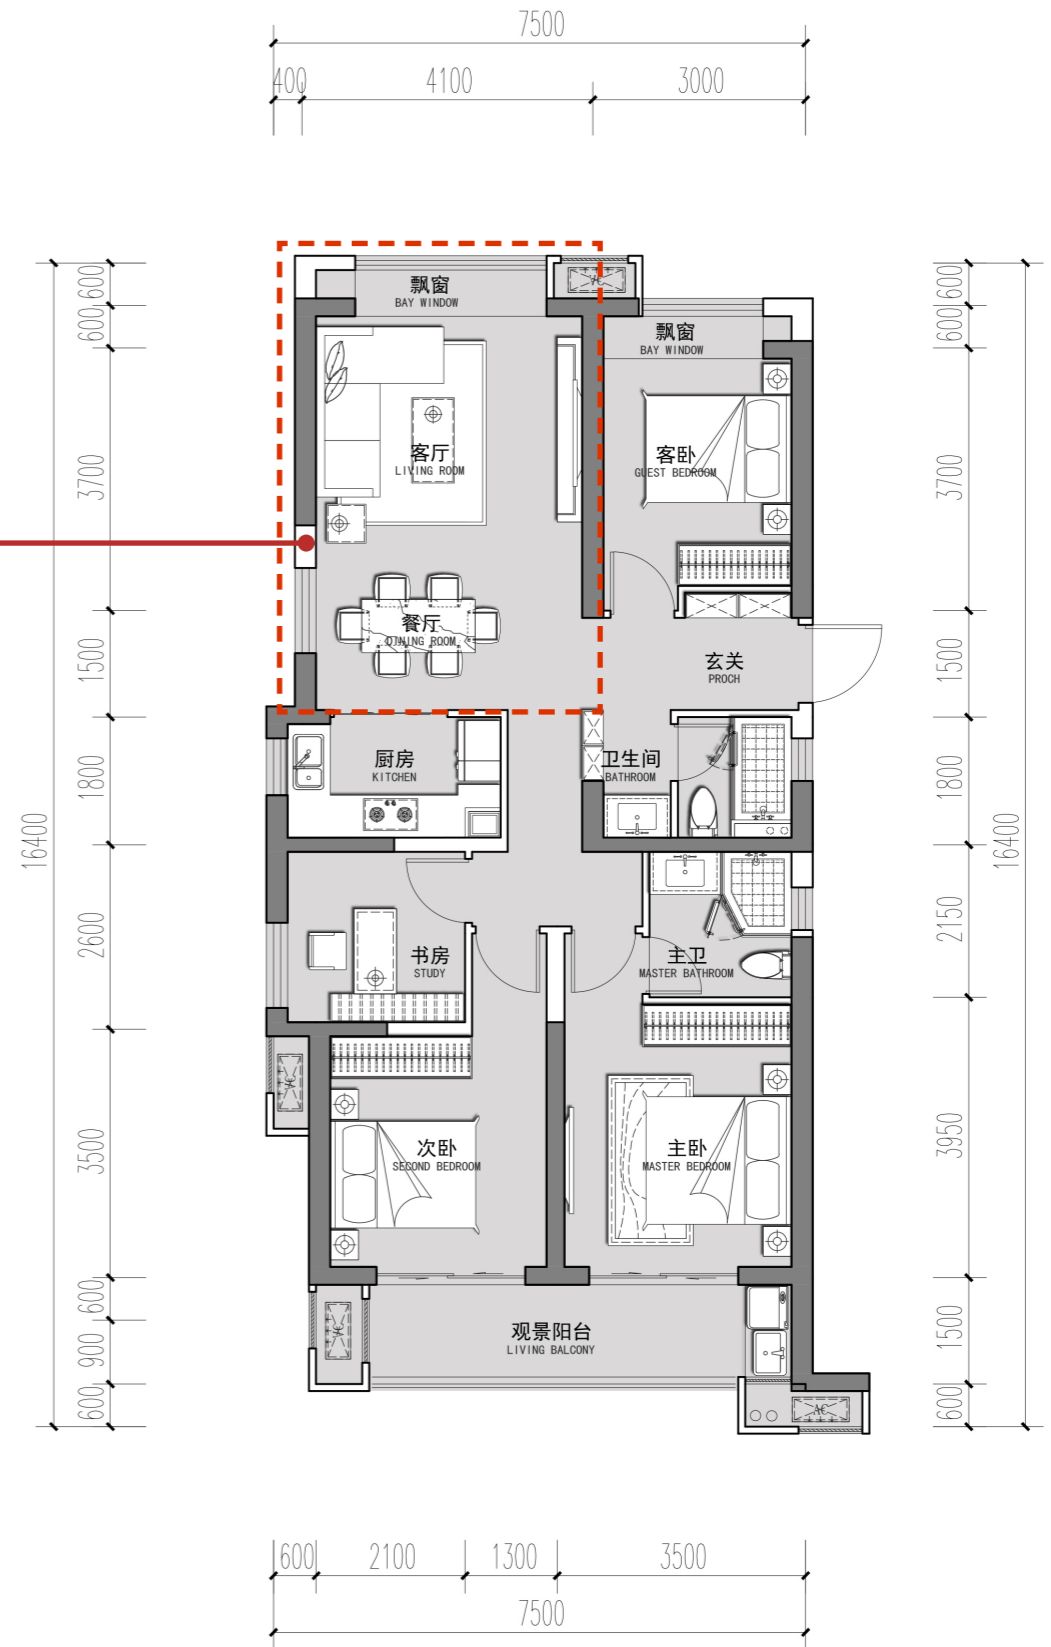 7500
400
4100
3000
飘窗
BAY WINDOW
AC
飘窗
BAY WINDOW
客厅
LIVING ROOM
客卧
GUEST BEDROOM
餐厅
DINING ROOM
玄关
PROCH
厨房
KITCHEN
卫生间
BATHROOM
书房
STUDY
主卫
MASTER BATHROOM
AC
次卧
SECOND BEDROOM
主卧
MASTER BEDROOM
AC
观景阳台
LIVING BALCONY
AC
600
600
3700
1500
1800
2600
3500
600
900
600
16400
600
600
3700
1500
1800
2150
3950
1500
600
16400
600
2100
1300
3500
7500